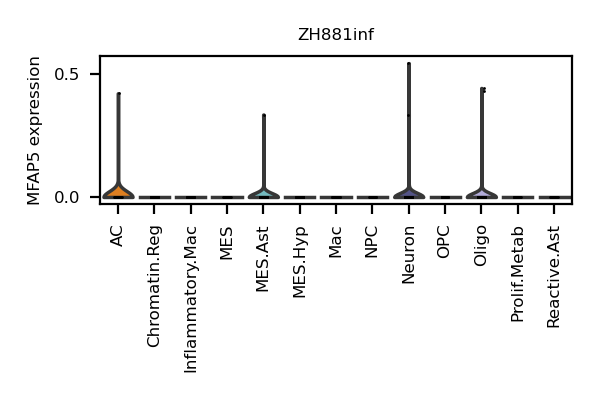 ZH881inf
MFAP5 expression
0.5
0.0
AC
Chromatin.Reg
Inflammatory.Mac
MES
MES.Ast
MES.Hyp
Mac
NPC
Neuron
OPC
Oligo
Prolif.Metab
Reactive.Ast